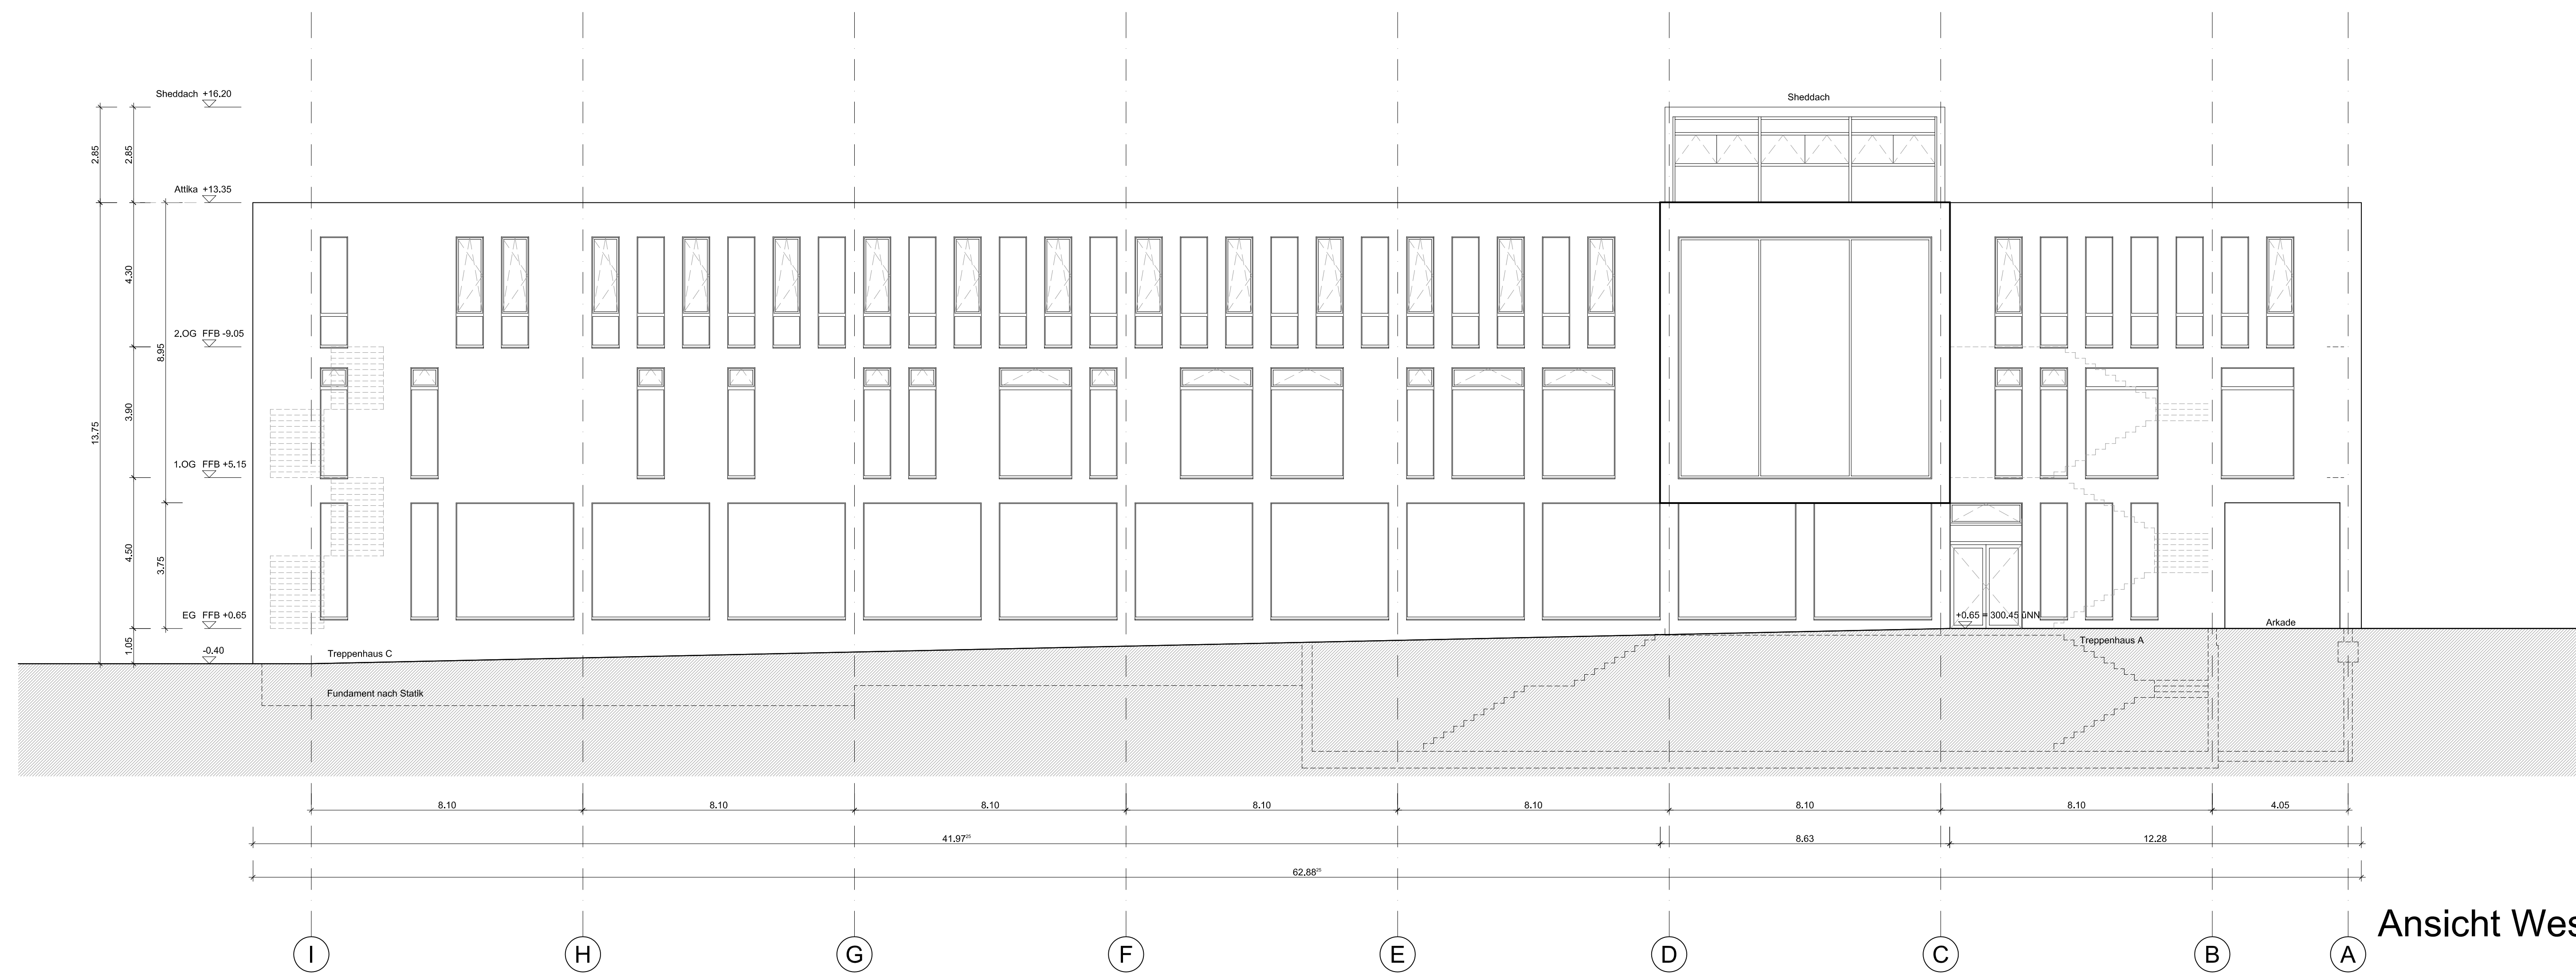 Sheddach +16.20
Sheddach
2.85
2.85
Attika +13.35
4.30
2.OG FFB -9.05
8.95
3.90
13.75
1.OG FFB +5.15
4.50
3.75
EG FFB +0.65
+0.65 = 300.45 üNN
Arkade
1.05
-0.40
Treppenhaus C
Treppenhaus A
Fundament nach Statik
8.10
8.10
8.10
8.10
8.10
8.10
8.10
4.05
41.97²⁵
8.63
12.28
62.88²⁵
Ansicht Wes
I
H
G
F
E
D
C
B
A